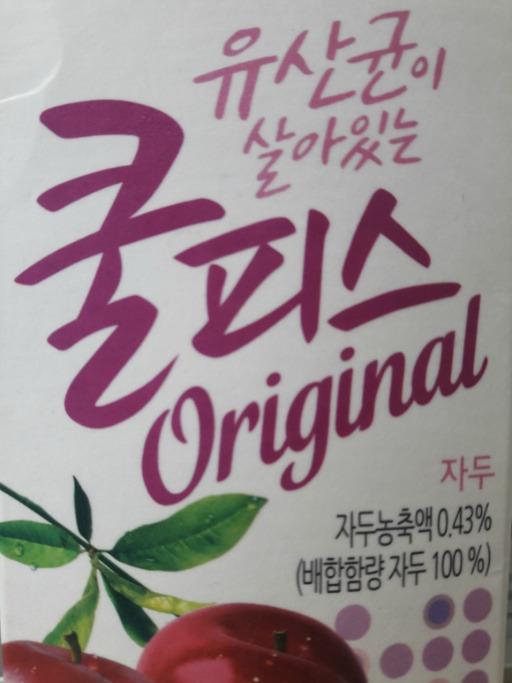 유산균이
살아있는
쿨피스
Original
자두
자두농축액 0.43%
(배합함량 자두 100 %)